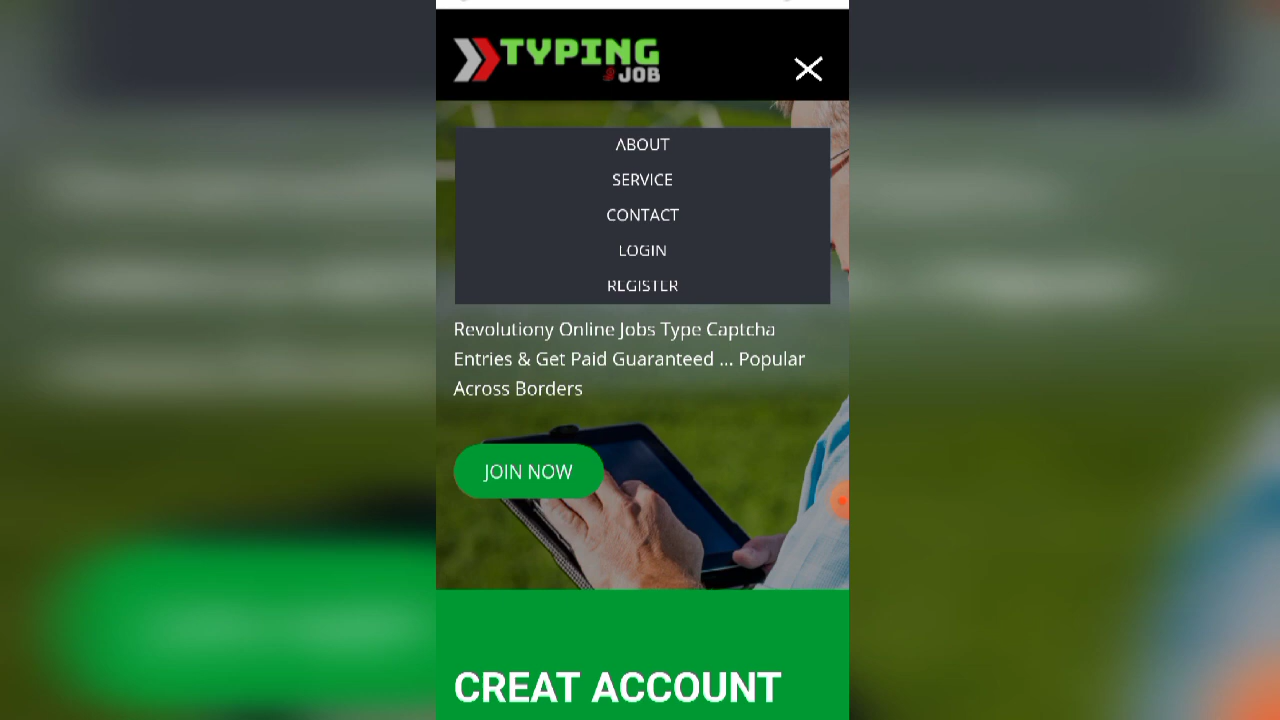 TYPING
JOB
ABOUT
SERVICE
CONTACT
LOGIN
REGISTER
Revolutiony Online Jobs Type Captcha
Entries & Get Paid Guaranteed ... Popular
Across Borders
JOIN NOW
CREAT ACCOUNT